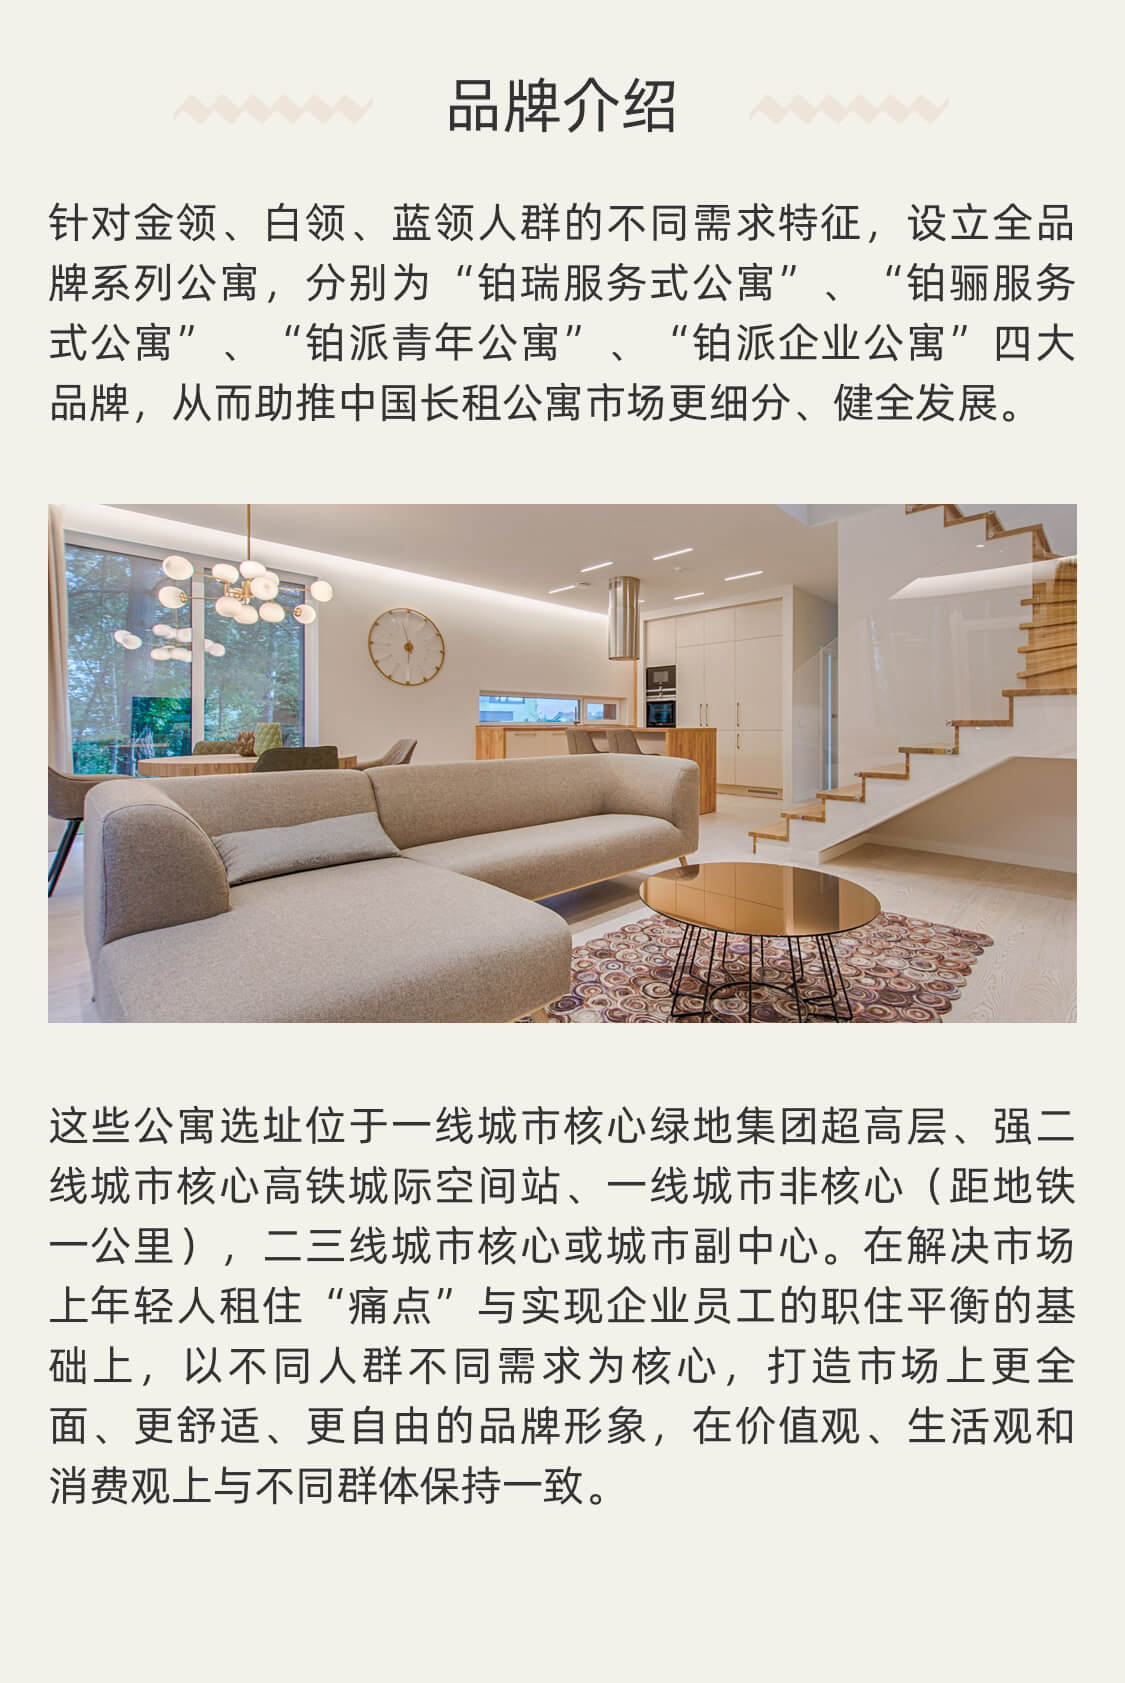 品牌介绍
针对金领、白领、蓝领人群的不同需求特征，设立全品
牌系列公寓，分别为“铂瑞服务式公寓”、“铂骊服务
式公寓”、“铂派青年公寓”、“铂派企业公寓”四大
品牌，从而助推中国长租公寓市场更细分、健全发展。
这些公寓选址位于一线城市核心绿地集团超高层、强二
线城市核心高铁城际空间站、一线城市非核心（距地铁
一公里），二三线城市核心或城市副中心。在解决市场
上年轻人租住“痛点”与实现企业员工的职住平衡的基
础上，以不同人群不同需求为核心，打造市场上更全
面、更舒适、更自由的品牌形象，在价值观、生活观和
消费观上与不同群体保持一致。